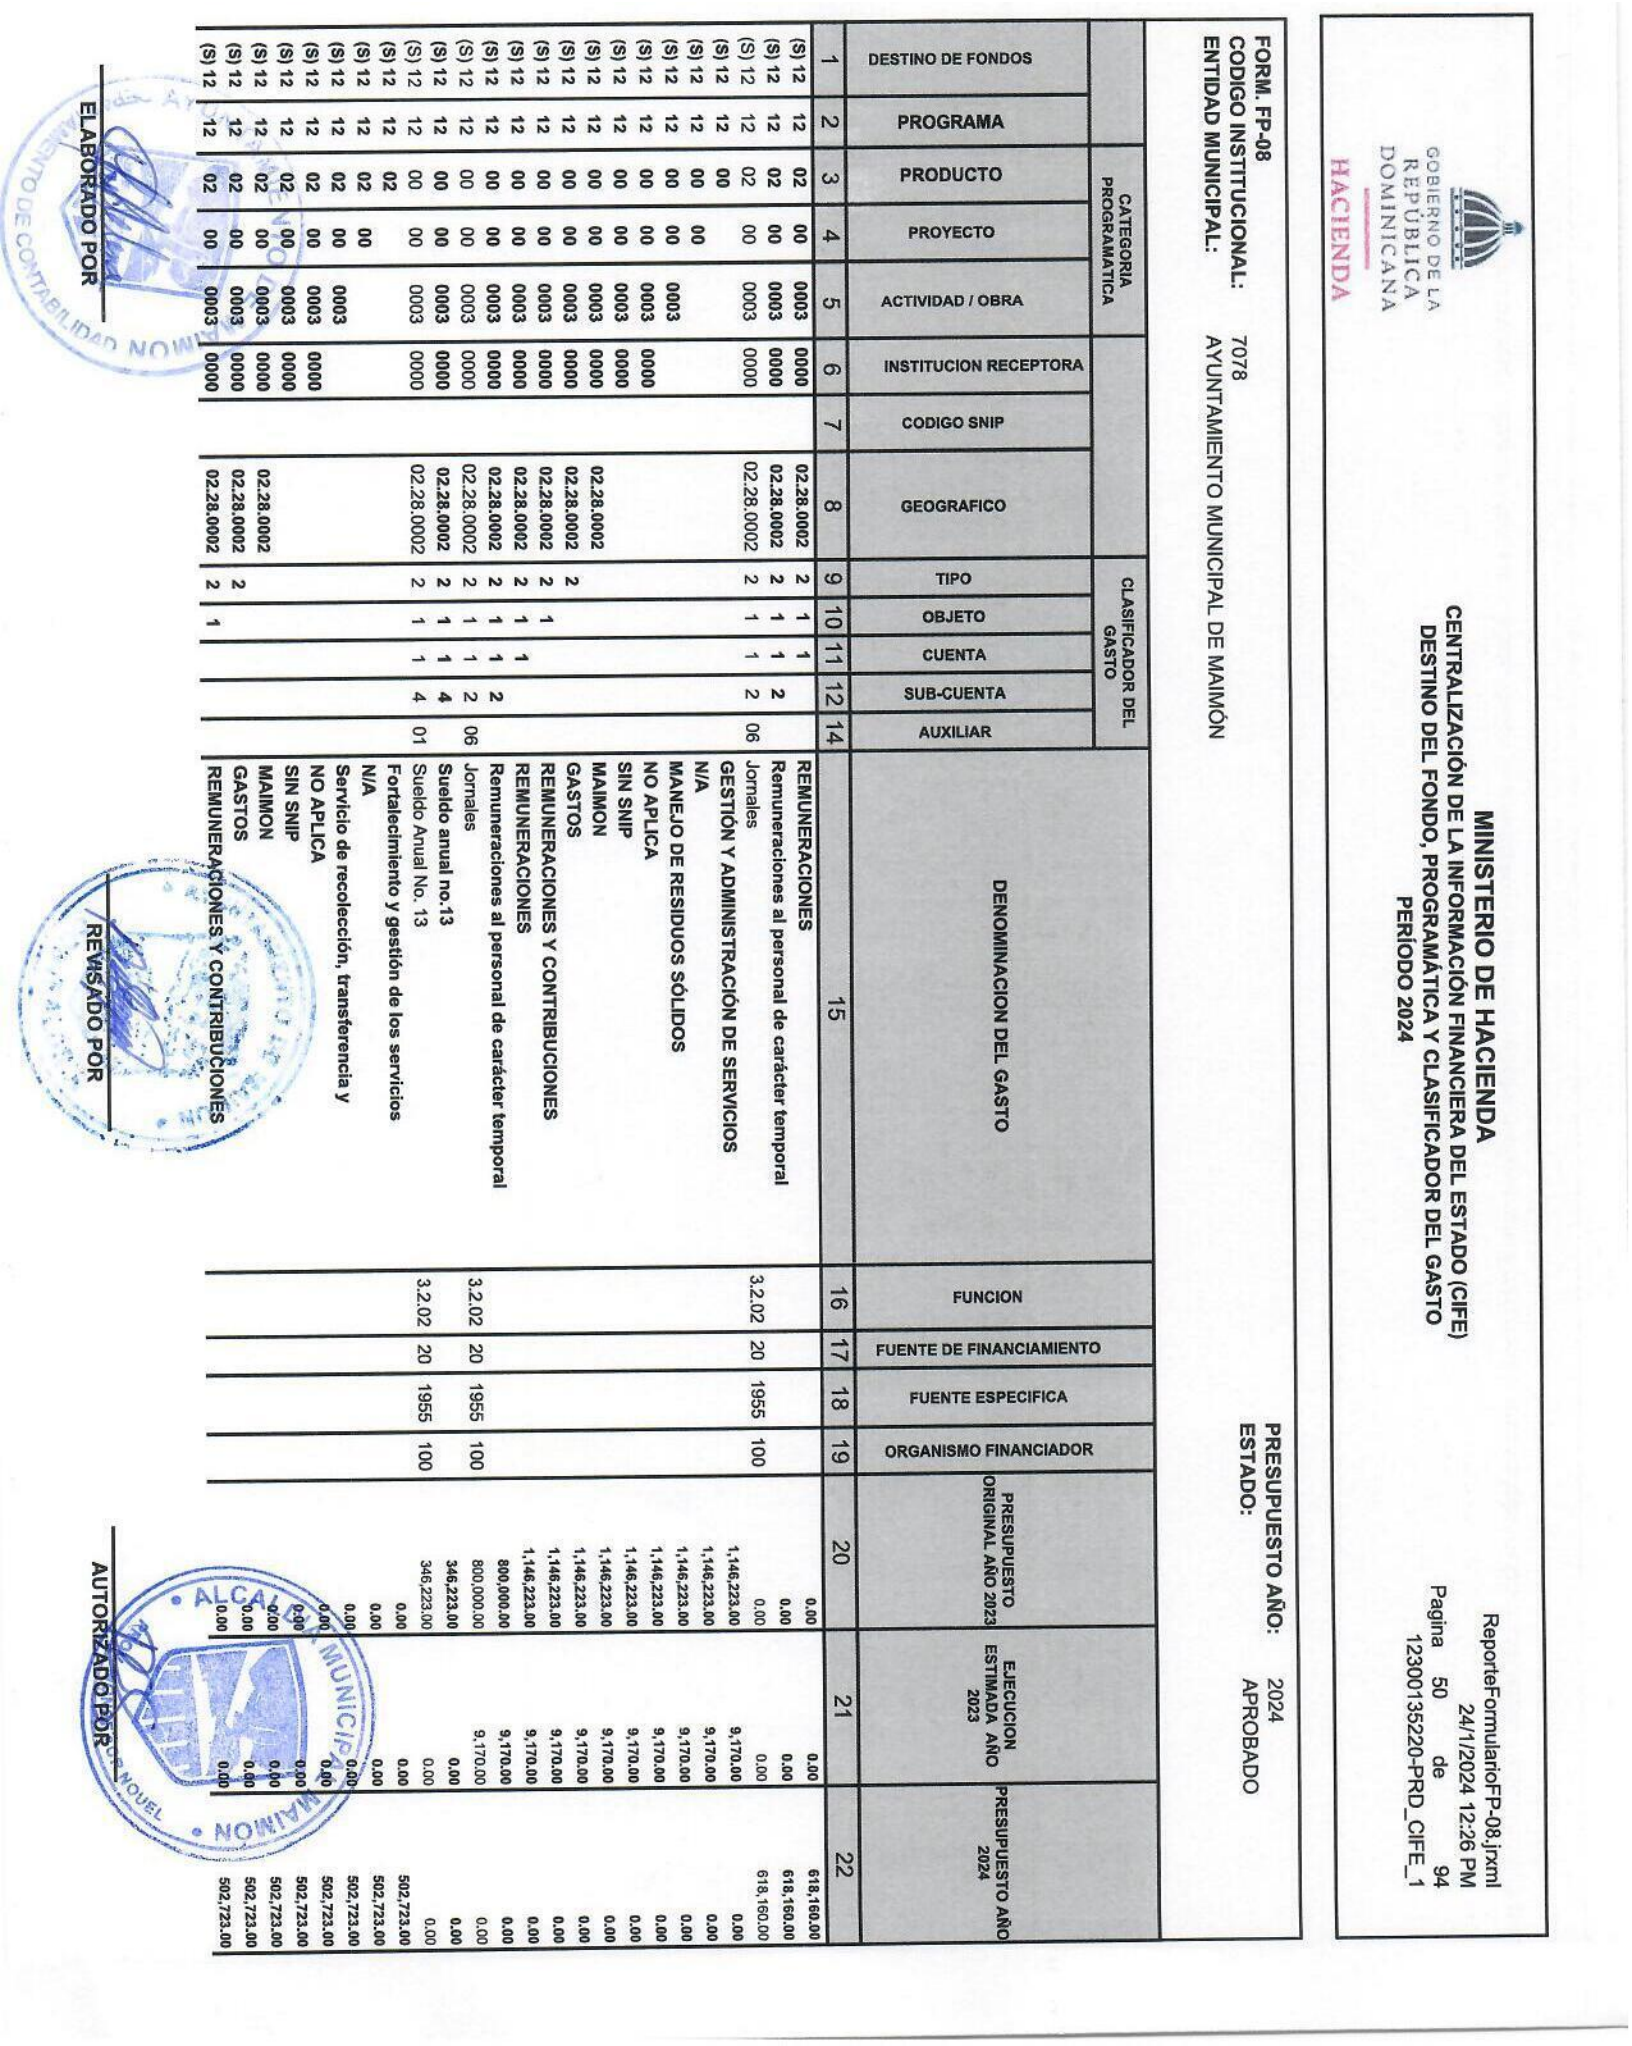 GOBIERNO DE LA
REPÚBLICA
DOMINICANA
HACIENDA
MINISTERIO DE HACIENDA
CENTRALIZACIÓN DE LA INFORMACIÓN FINANCIERA DEL ESTADO (CIFE)
DESTINO DEL FONDO, PROGRAMÁTICA Y CLASIFICADOR DEL GASTO
PERÍODO 2024
ReporteFormularioFP-08.jrxml
24/1/2024 12:26 PM
Pagina 50 de 94
12300135220-PRD_CIFE_1
FORM. FP-08
CODIGO INSTITUCIONAL: 7078
ENTIDAD MUNICIPAL: AYUNTAMIENTO MUNICIPAL DE MAIMÓN
PRESUPUESTO AÑO: 2024
ESTADO: APROBADO
CATEGORIA PROGRAMATICA
CLASIFICADOR DEL GASTO
DESTINO DE FONDOS
PROGRAMA
PRODUCTO
PROYECTO
ACTIVIDAD / OBRA
INSTITUCION RECEPTORA
CODIGO SNIP
GEOGRAFICO
TIPO
OBJETO
CUENTA
SUB-CUENTA
AUXILIAR
DENOMINACION DEL GASTO
FUNCION
FUENTE DE FINANCIAMIENTO
FUENTE ESPECIFICA
ORGANISMO FINANCIADOR
PRESUPUESTO ORIGINAL AÑO 2023
EJECUCION ESTIMADA AÑO 2023
PRESUPUESTO AÑO 2024
1 2 3 4 5 6 7 8 9 10 11 12 14 15 16 17 18 19 20 21 22
(S) 12 12 02 00 0003 0000 02.28.0002 2 1 1 REMUNERACIONES 0.00 0.00 618,160.00
(S) 12 12 02 00 0003 0000 02.28.0002 2 1 1 2 Remuneraciones al personal de carácter temporal 0.00 0.00 618,160.00
(S) 12 12 02 00 0003 0000 02.28.0002 2 1 1 2 06 Jornales 3.2.02 20 1955 100 0.00 0.00 618,160.00
(S) 12 12 00 GESTIÓN Y ADMINISTRACIÓN DE SERVICIOS 1,146,223.00 9,170.00 0.00
(S) 12 12 00 00 N/A 1,146,223.00 9,170.00 0.00
(S) 12 12 00 00 0003 MANEJO DE RESIDUOS SÓLIDOS 1,146,223.00 9,170.00 0.00
(S) 12 12 00 00 0003 0000 NO APLICA 1,146,223.00 9,170.00 0.00
(S) 12 12 00 00 0003 0000 SIN SNIP 1,146,223.00 9,170.00 0.00
(S) 12 12 00 00 0003 0000 02.28.0002 MAIMON 1,146,223.00 9,170.00 0.00
(S) 12 12 00 00 0003 0000 02.28.0002 2 GASTOS 1,146,223.00 9,170.00 0.00
(S) 12 12 00 00 0003 0000 02.28.0002 2 1 REMUNERACIONES Y CONTRIBUCIONES 1,146,223.00 9,170.00 0.00
(S) 12 12 00 00 0003 0000 02.28.0002 2 1 1 REMUNERACIONES 1,146,223.00 9,170.00 0.00
(S) 12 12 00 00 0003 0000 02.28.0002 2 1 1 2 Remuneraciones al personal de carácter temporal 800,000.00 9,170.00 0.00
(S) 12 12 00 00 0003 0000 02.28.0002 2 1 1 2 06 Jornales 3.2.02 20 1955 100 800,000.00 9,170.00 0.00
(S) 12 12 00 00 0003 0000 02.28.0002 2 1 1 4 Sueldo anual no.13 346,223.00 0.00 0.00
(S) 12 12 00 00 0003 0000 02.28.0002 2 1 1 4 01 Sueldo Anual No. 13 3.2.02 20 1955 100 346,223.00 0.00 0.00
(S) 12 12 02 Fortalecimiento y gestión de los servicios 0.00 0.00 502,723.00
(S) 12 12 02 00 N/A 0.00 0.00 502,723.00
(S) 12 12 02 00 0003 Servicio de recolección, transferencia y 0.00 0.00 502,723.00
(S) 12 12 02 00 0003 0000 NO APLICA 0.00 0.00 502,723.00
(S) 12 12 02 00 0003 0000 SIN SNIP 0.00 0.00 502,723.00
(S) 12 12 02 00 0003 0000 02.28.0002 MAIMON 0.00 0.00 502,723.00
(S) 12 12 02 00 0003 0000 02.28.0002 2 GASTOS 0.00 0.00 502,723.00
(S) 12 12 02 00 0003 0000 02.28.0002 2 1 REMUNERACIONES Y CONTRIBUCIONES 0.00 0.00 502,723.00
ELABORADO POR
REVISADO POR
AUTORIZADO POR
AYUNTAMIENTO DE MAIMON
DE CONTABILIDAD
ALCALDIA MUNICIPAL MAIMÓN
NOUEL